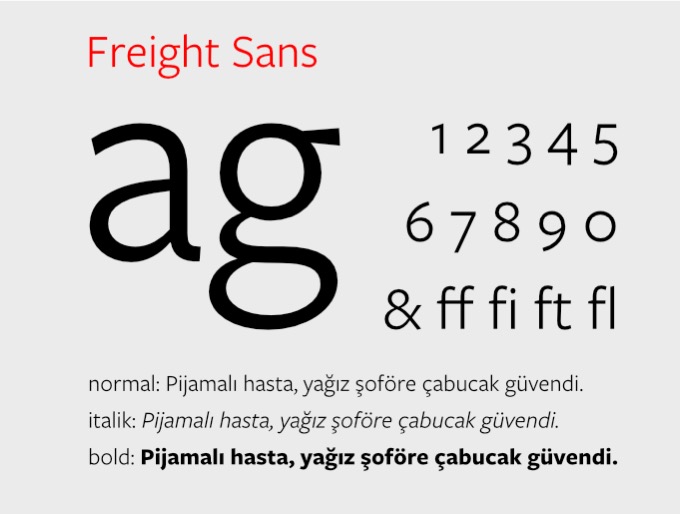 Freight Sans
ag
1 2 3 4 5
6 7 8 9 0
& ff fi ft fl
normal: Pijamalı hasta, yağız şoföre çabucak güvendi.
italik: Pijamalı hasta, yağız şoföre çabucak güvendi.
bold: Pijamalı hasta, yağız şoföre çabucak güvendi.